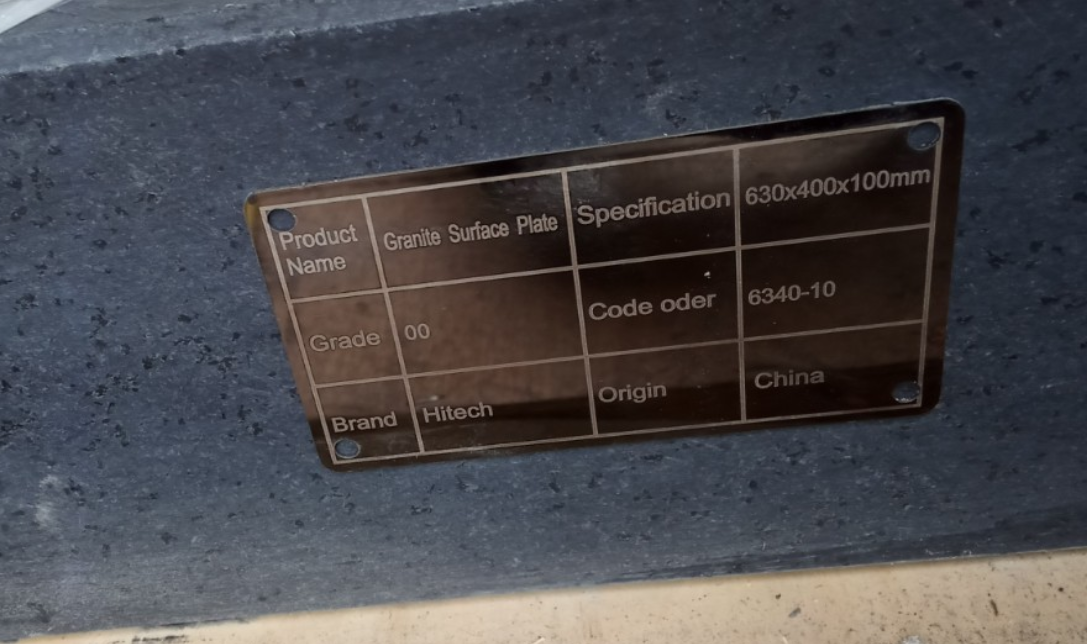 Product Name Granite Surface Plate Specification 630x400x100mm
Grade 00 Code oder 6340-10
Brand Hitech Origin China